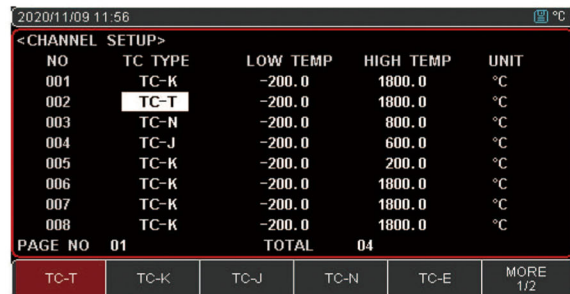 2020/11/09 11:56 °C
<CHANNEL SETUP>
NO TC TYPE LOW TEMP HIGH TEMP UNIT
001 TC-K -200.0 1800.0 °C
002 TC-T -200.0 1800.0 °C
003 TC-N -200.0 800.0 °C
004 TC-J -200.0 600.0 °C
005 TC-K -200.0 200.0 °C
006 TC-K -200.0 1800.0 °C
007 TC-K -200.0 1800.0 °C
008 TC-K -200.0 1800.0 °C
PAGE NO 01 TOTAL 04
TC-T TC-K TC-J TC-N TC-E MORE
1/2